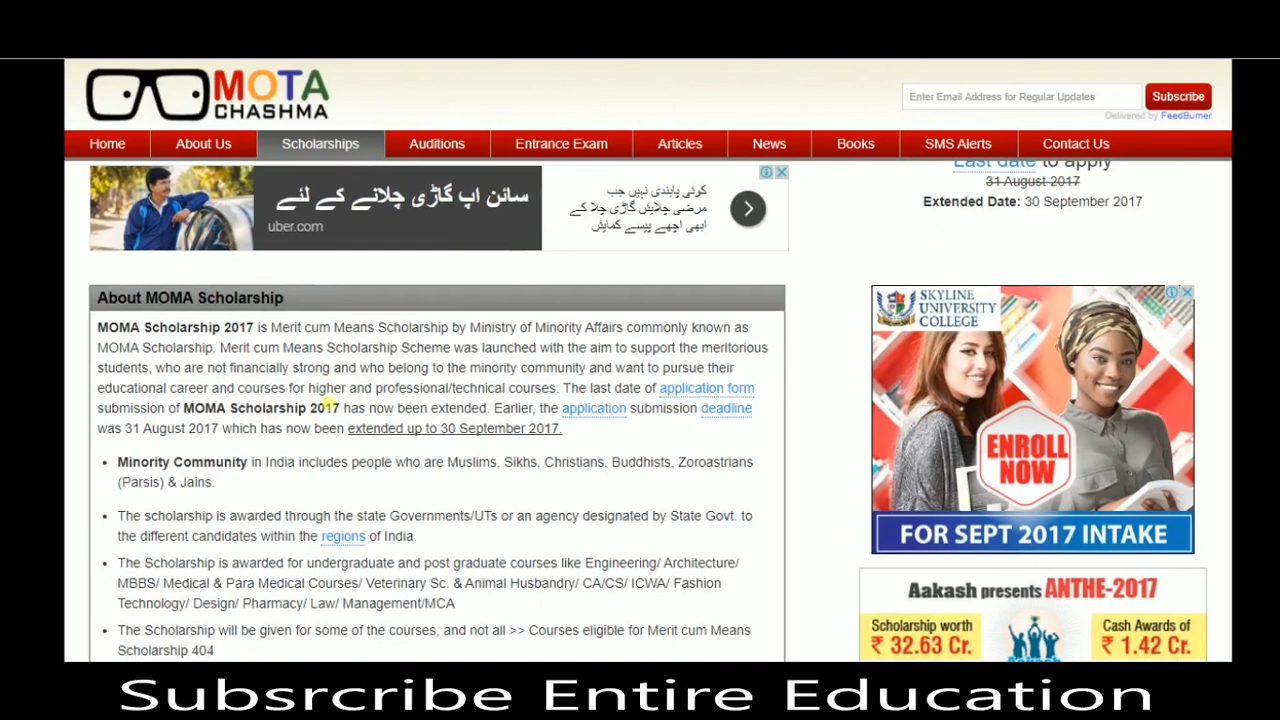 MOTA
CHASHMA
Enter Email Address for Regular Updates
Subscribe
Delivered by FeedBurner
Home
About Us
Scholarships
Auditions
Entrance Exam
Articles
News
Books
SMS Alerts
Contact Us
سائن اپ گاڑی چلانے کے لئے
uber.com
کوئی پابندی نہیں جب
مرضی چلایئں گاڑی چلا کے
ابھی اچھے پیسے کمایئں
Last date to apply
31 August 2017
Extended Date: 30 September 2017
About MOMA Scholarship
MOMA Scholarship 2017 is Merit cum Means Scholarship by Ministry of Minority Affairs commonly known as
MOMA Scholarship. Merit cum Means Scholarship Scheme was launched with the aim to support the meritorious
students, who are not financially strong and who belong to the minority community and want to pursue their
educational career and courses for higher and professional/technical courses. The last date of application form
submission of MOMA Scholarship 2017 has now been extended. Earlier, the application submission deadline
was 31 August 2017 which has now been extended up to 30 September 2017.
• Minority Community in India includes people who are Muslims, Sikhs, Christians, Buddhists, Zoroastrians
(Parsis) & Jains.
• The scholarship is awarded through the state Governments/UTs or an agency designated by State Govt. to
the different candidates within the regions of India.
• The Scholarship is awarded for undergraduate and post graduate courses like Engineering/ Architecture/
MBBS/ Medical & Para Medical Courses/ Veterinary Sc. & Animal Husbandry/ CA/CS/ ICWA/ Fashion
Technology/ Design/ Pharmacy/ Law/ Management/MCA
• The Scholarship will be given for some of the courses, and not all >> Courses eligible for Merit cum Means
Scholarship 404
SKYLINE
UNIVERSITY
COLLEGE
ENROLL
NOW
FOR SEPT 2017 INTAKE
Aakash presents ANTHE-2017
Scholarship worth
₹ 32.63 Cr.
Aakash
Cash Awards of
₹ 1.42 Cr.
Subsrcribe Entire Education